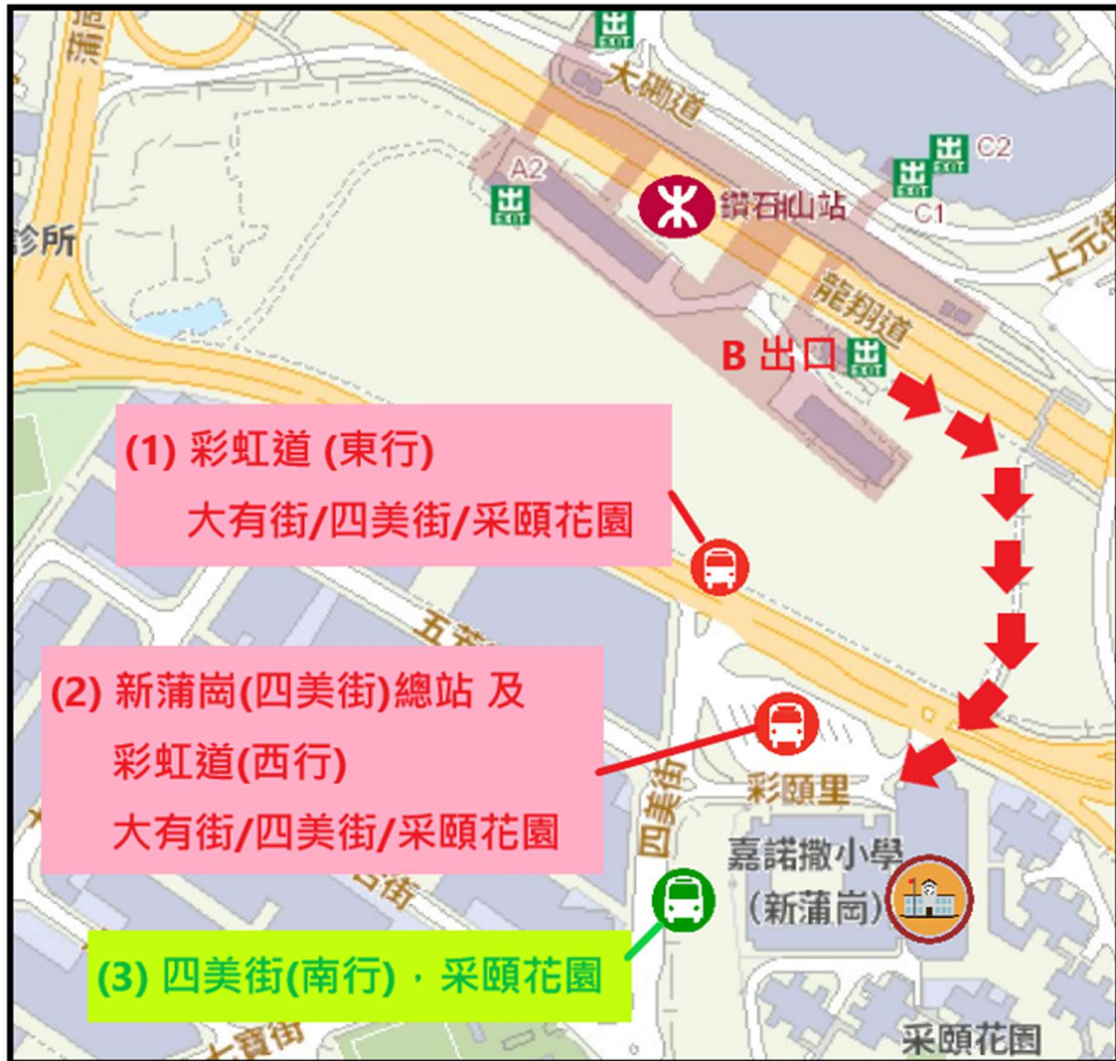 出
EXIT
大磡道
A2
出
EXIT
出
EXIT
C2
出
EXIT
C1
鑽石山站
診所
上元街
龍翔道
B 出口
出
EXIT
(1) 彩虹道 (東行)
大有街/四美街/采頤花園
(2) 新蒲崗(四美街)總站 及
彩虹道(西行)
大有街/四美街/采頤花園
彩頤里
四美街
嘉諾撒小學
(新蒲崗)
(3) 四美街(南行),采頤花園
七寶街
采頤花園